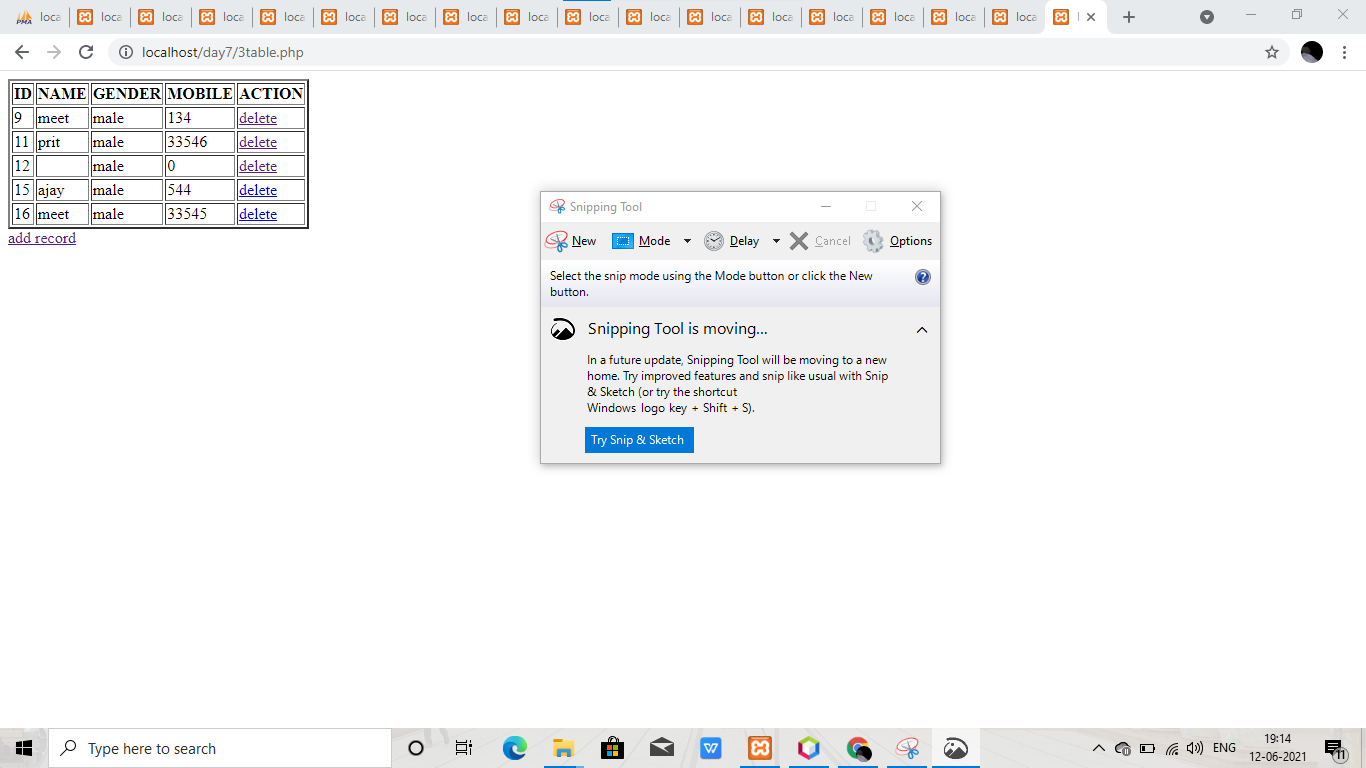 loca loca loca loca loca loca loca loca loca loca loca loca loca loca loca loca loca
localhost/day7/3table.php
ID NAME GENDER MOBILE ACTION
9 meet male 134 delete
11 prit male 33546 delete
12 male 0 delete
15 ajay male 544 delete
16 meet male 33545 delete
add record
Snipping Tool
New Mode Delay Cancel Options
Select the snip mode using the Mode button or click the New
button.
Snipping Tool is moving...
In a future update, Snipping Tool will be moving to a new
home. Try improved features and snip like usual with Snip
& Sketch (or try the shortcut
Windows logo key + Shift + S).
Try Snip & Sketch
Type here to search
ENG
19:14
12-06-2021
11